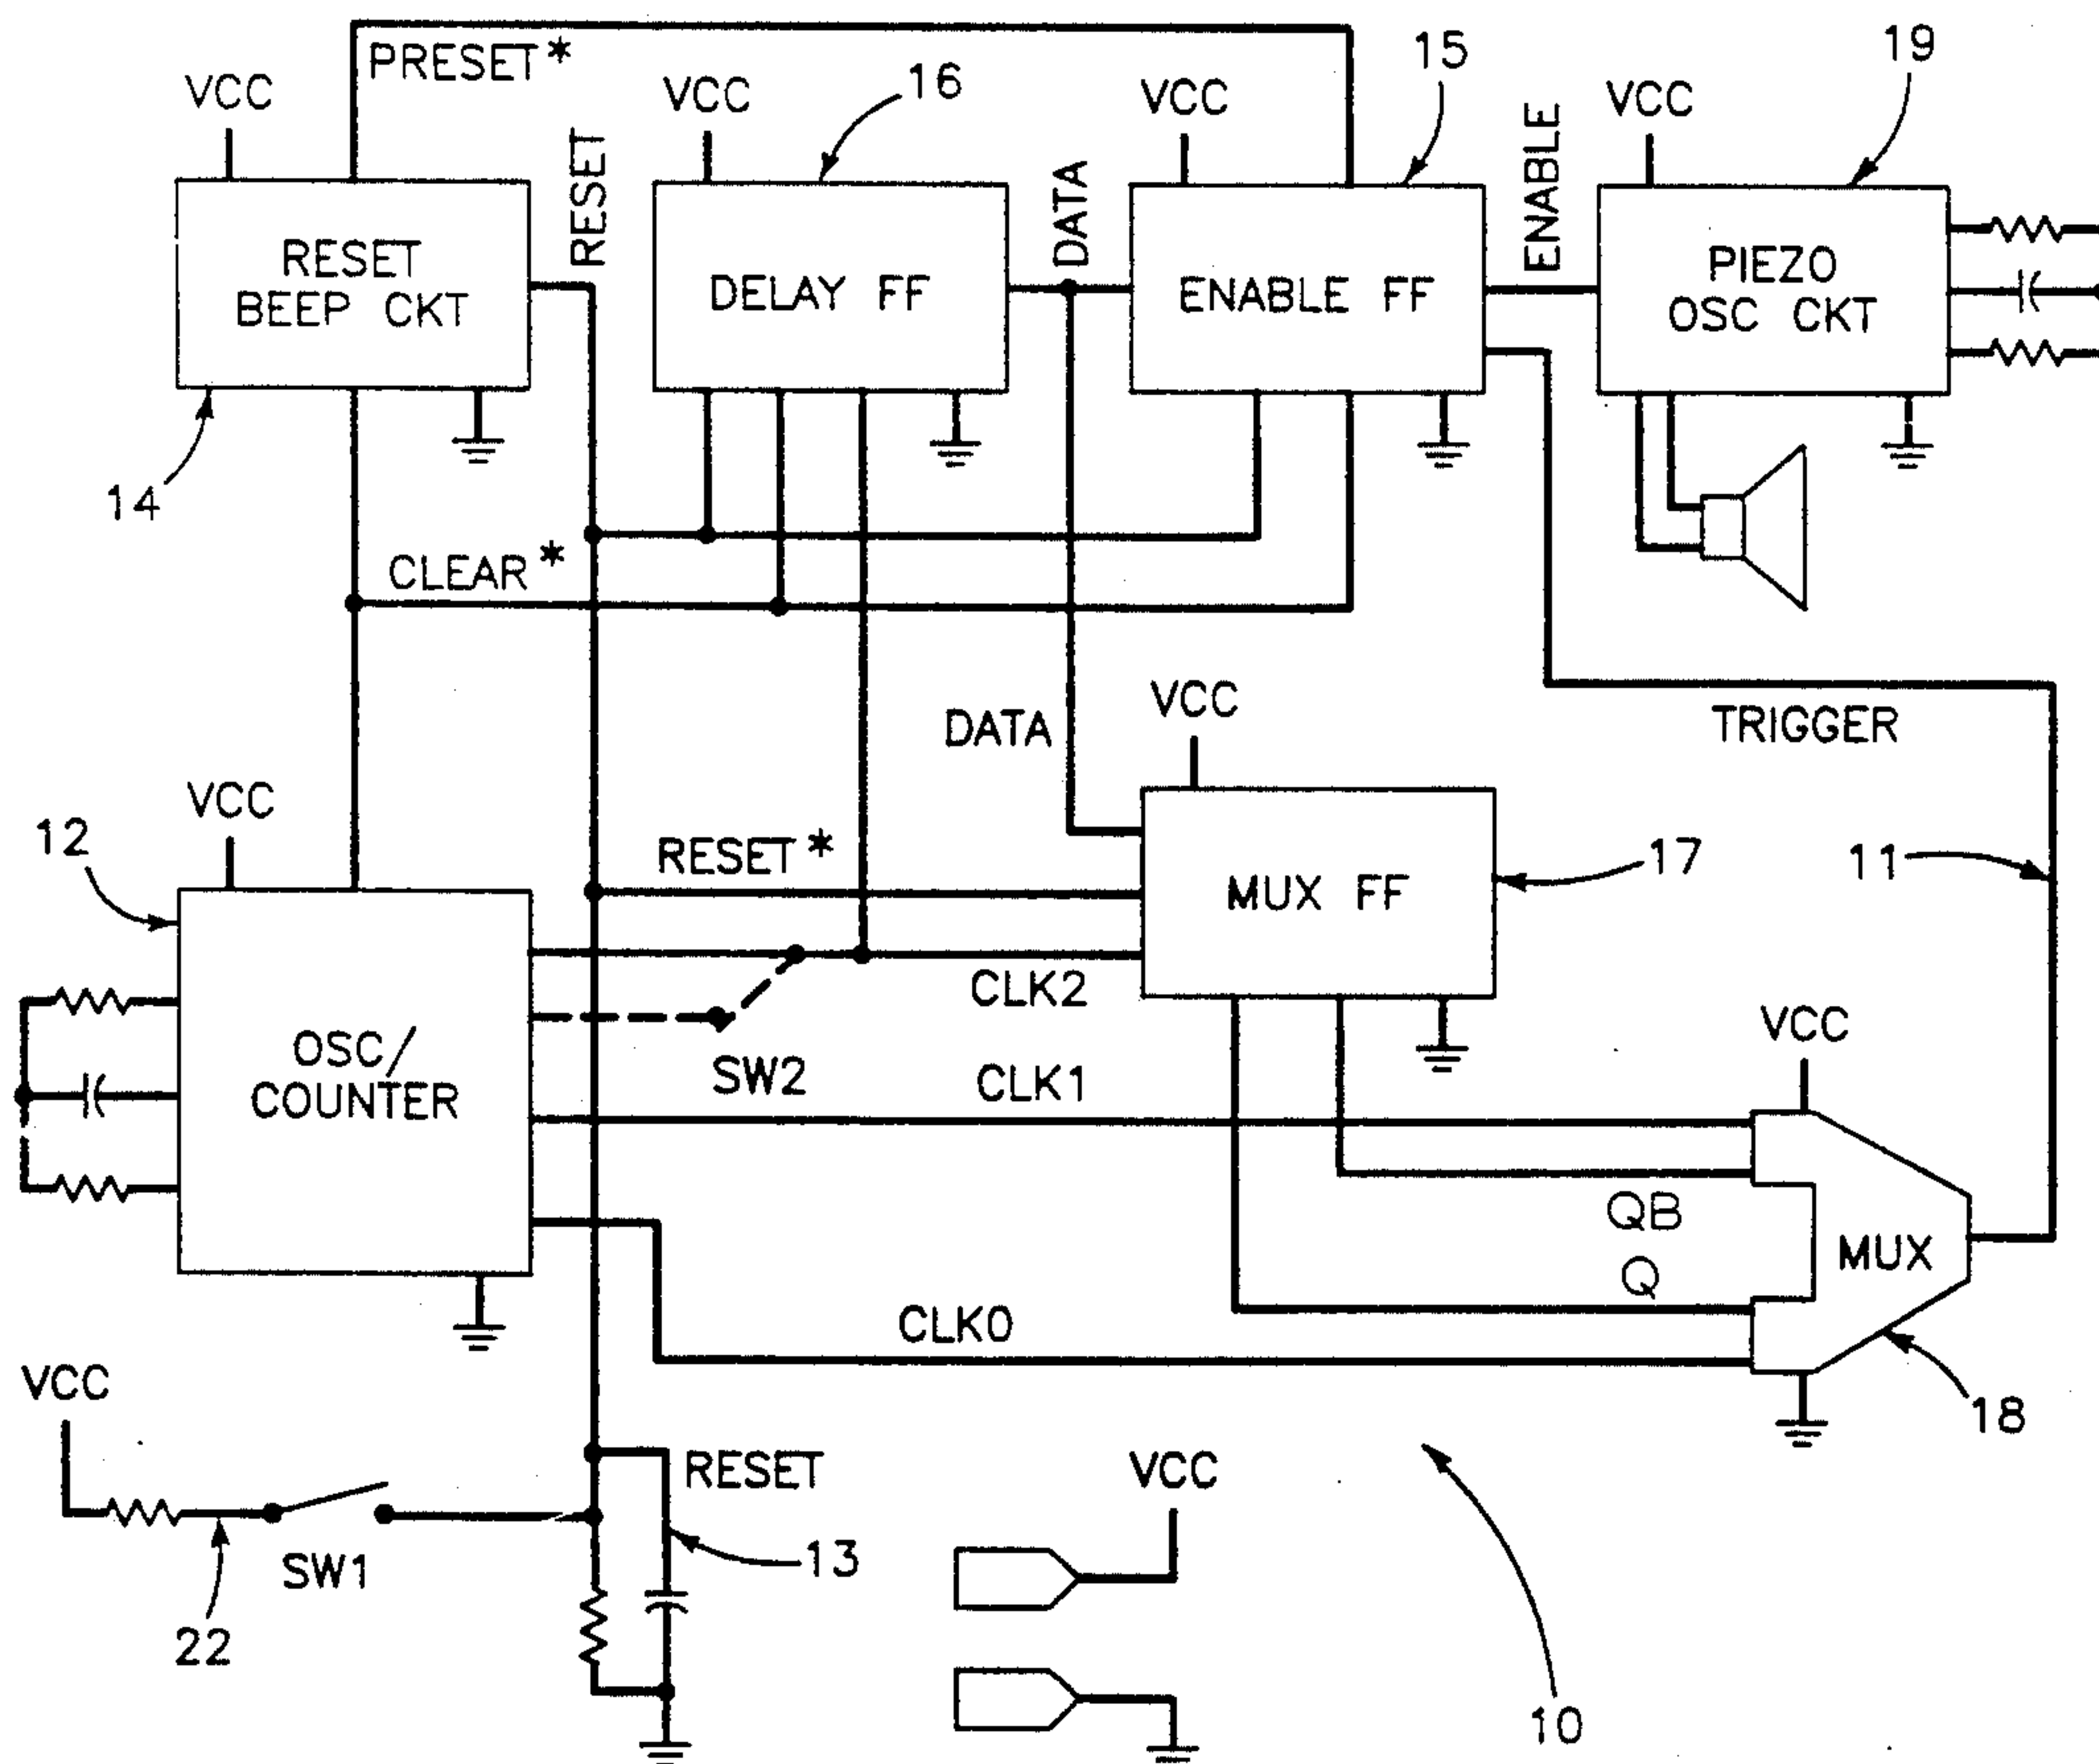 PRESET*
VCC
RESET
VCC
16
DATA
VCC
15
ENABLE
VCC
19
RESET
BEEP CKT
DELAY FF
ENABLE FF
PIEZO
OSC CKT
14
CLEAR*
DATA
VCC
TRIGGER
12
VCC
RESET*
MUX FF
17
11
CLK2
OSC/
COUNTER
SW2
CLK1
VCC
QB
Q
MUX
CLK0
VCC
18
RESET
VCC
SW1
13
22
10